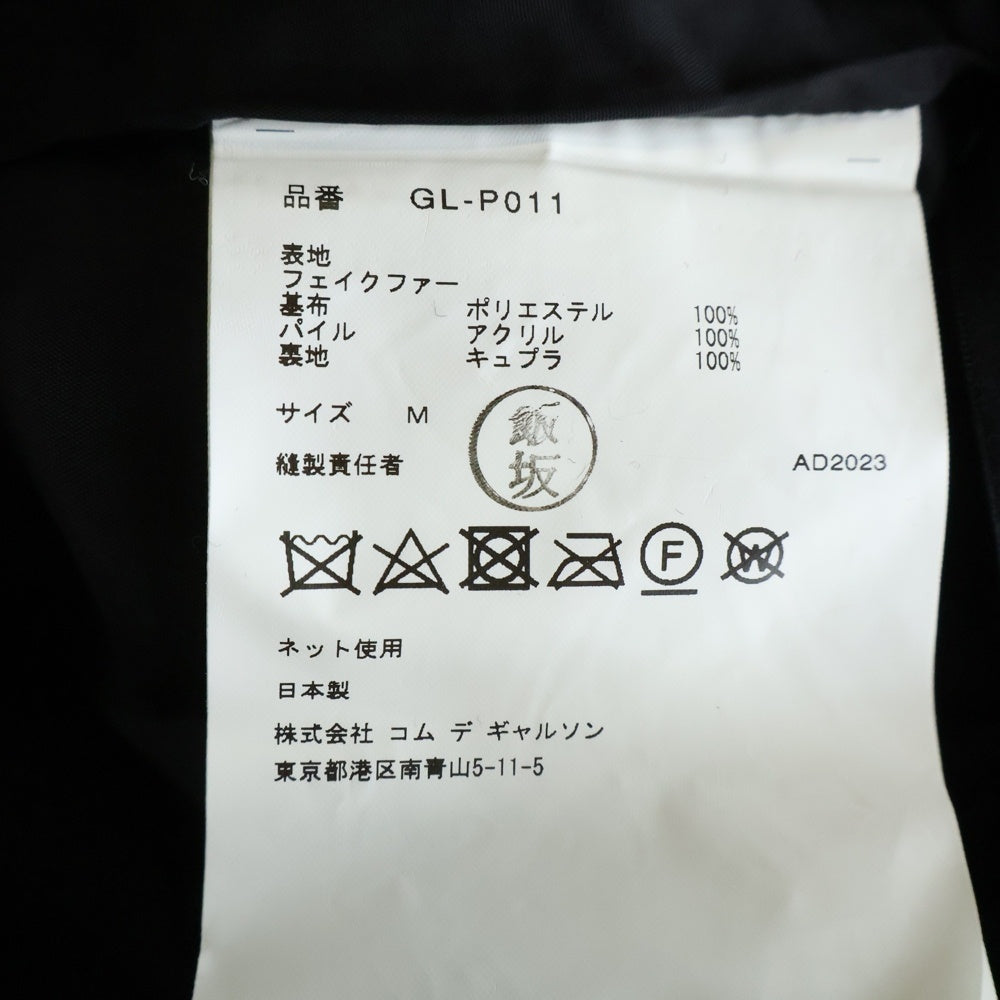 品番 GL-P011
表地
フェイクファー
基布 ポリエステル 100%
パイル アクリル 100%
裏地 キュプラ 100%
サイズ M
縫製責任者 飯坂 AD2023
F W
ネット使用
日本製
株式会社 コム デ ギャルソン
東京都港区南青山5-11-5